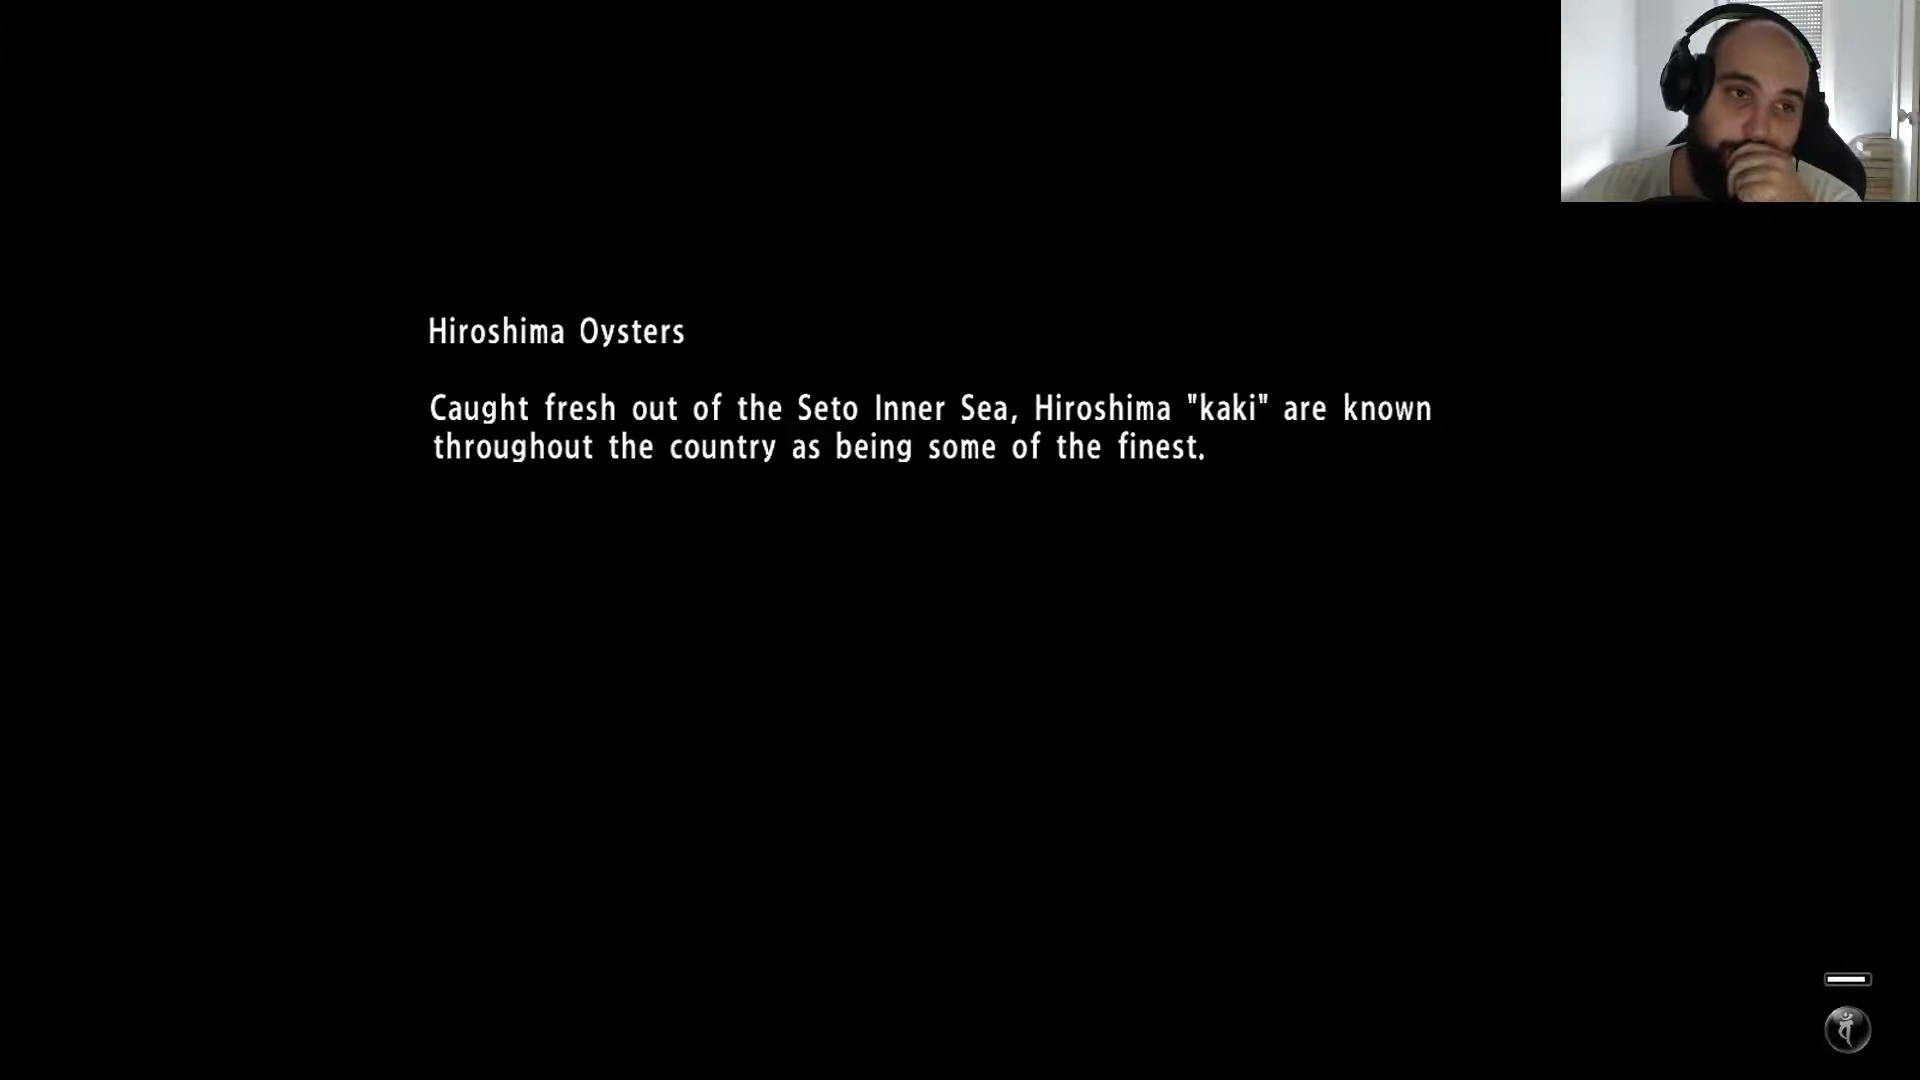 Hiroshima Oysters
Caught fresh out of the Seto Inner Sea, Hiroshima "kaki" are known
throughout the country as being some of the finest.